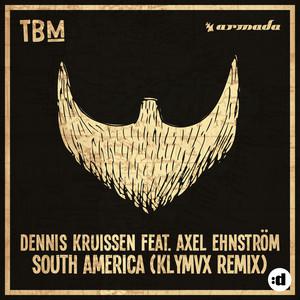 TBM
armada
DENNIS KRUISSEN FEAT. AXEL EHNSTRÖM
SOUTH AMERICA (KLYMVX REMIX)
:d